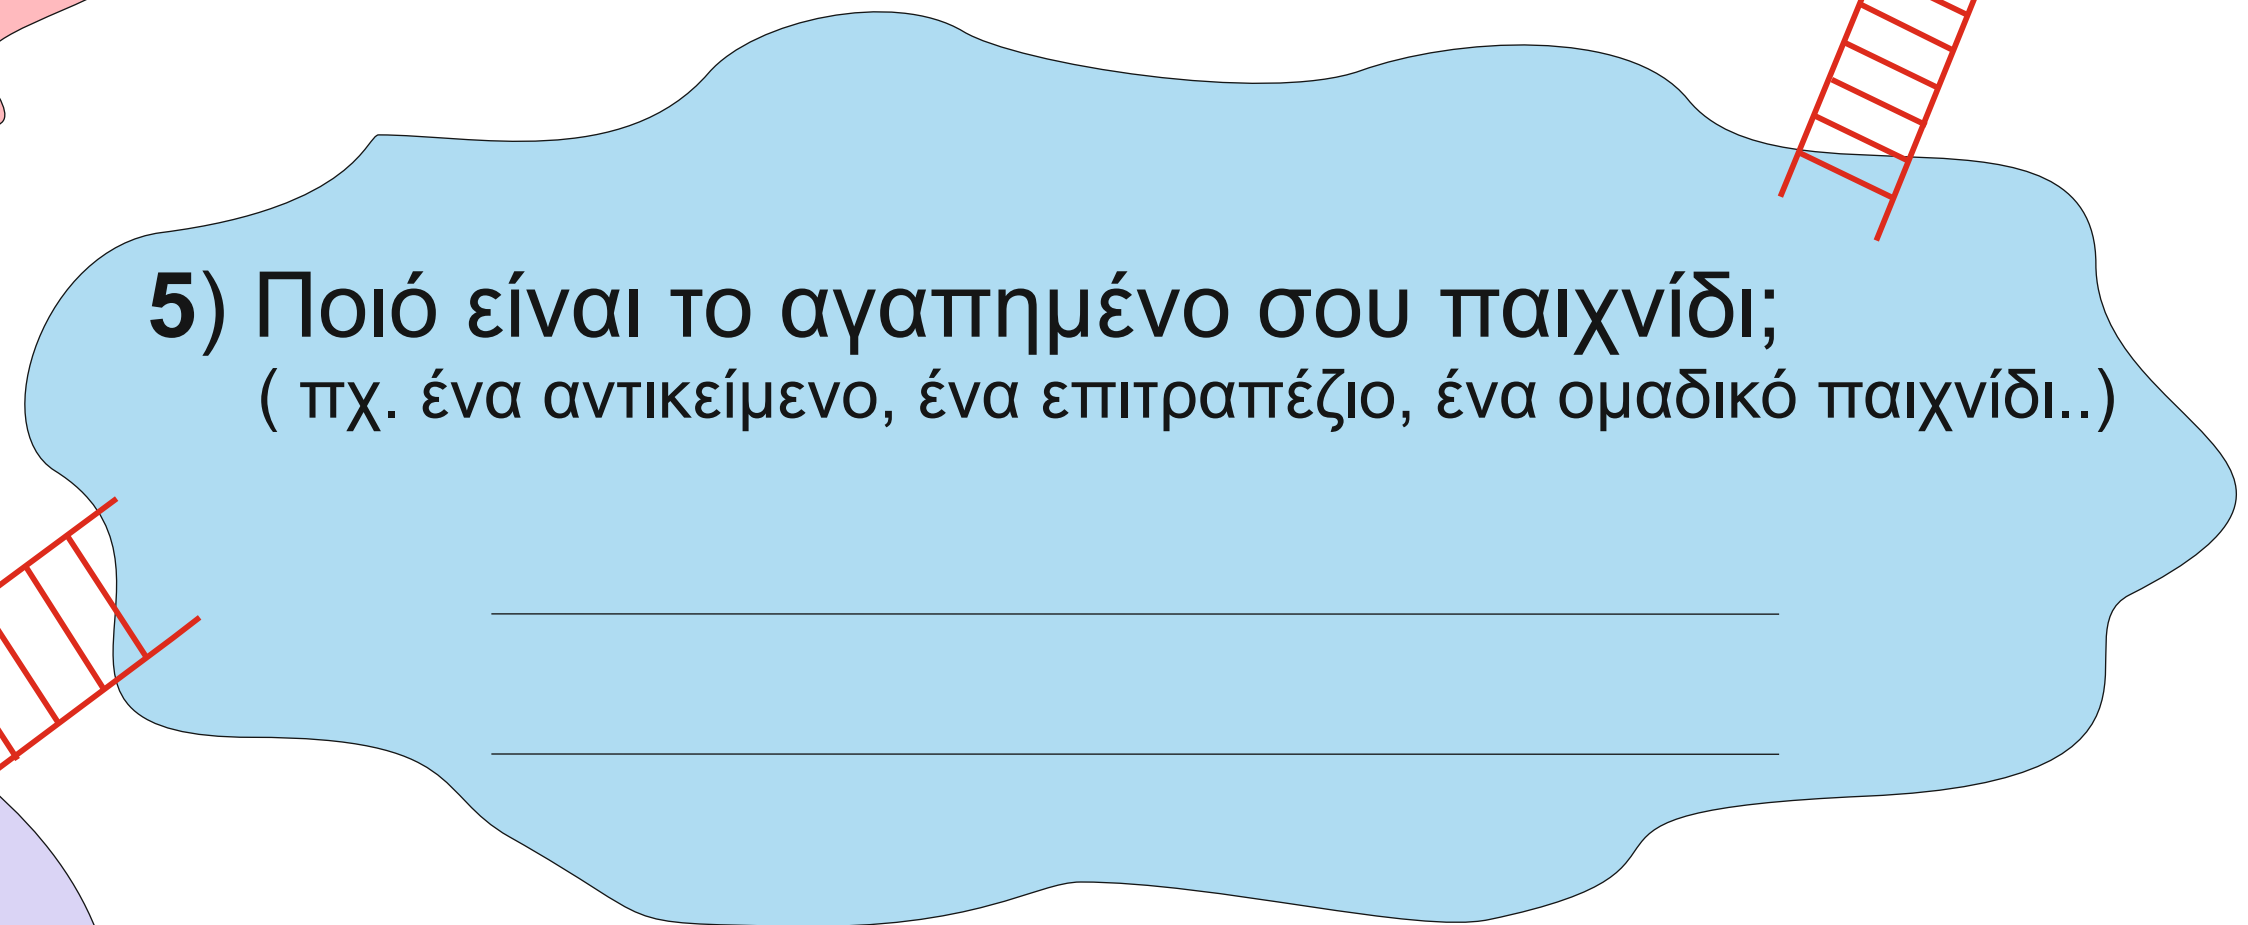 5) Ποιό είναι το αγαπημένο σου παιχνίδι;
( πχ. ένα αντικείμενο, ένα επιτραπέζιο, ένα ομαδικό παιχνίδι..)